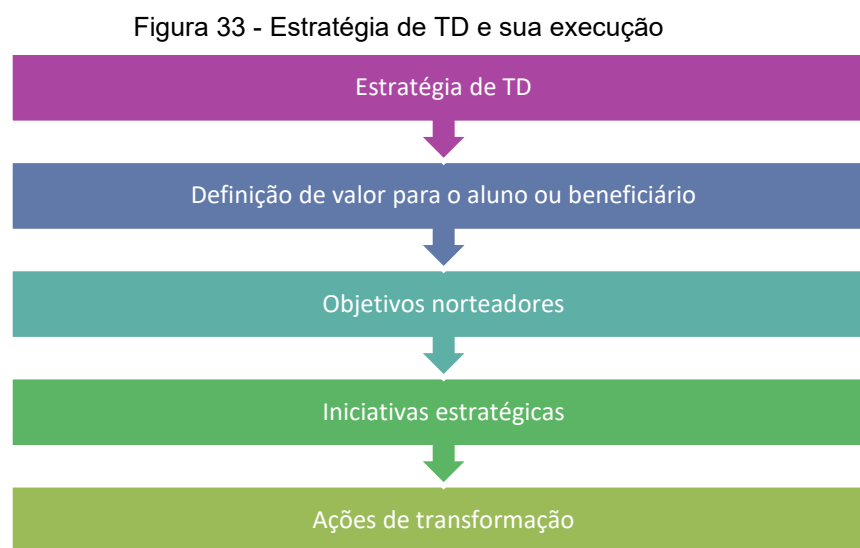 Figura 33 - Estratégia de TD e sua execução
Estratégia de TD
Definição de valor para o aluno ou beneficiário
Objetivos norteadores
Iniciativas estratégicas
Ações de transformação